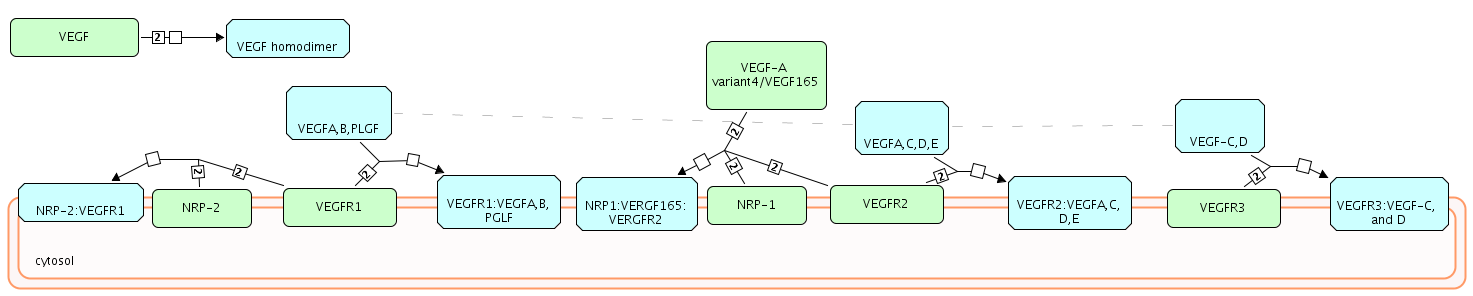 VEGF
2
VEGF homodimer
VEGFA,B,PLGF
VEGF-A
variant4/VEGF165
VEGFA,C,D,E
VEGF-C,D
2
2
2
2
2
2
2
2
NRP-2:VEGFR1
NRP-2
VEGFR1
VEGFR1:VEGFA,B,
PGLF
NRP1:VERGF165:
VERGFR2
NRP-1
VEGFR2
VEGFR2:VEGFA,C,
D,E
VEGFR3
VEGFR3:VEGF-C,
and D
cytosol